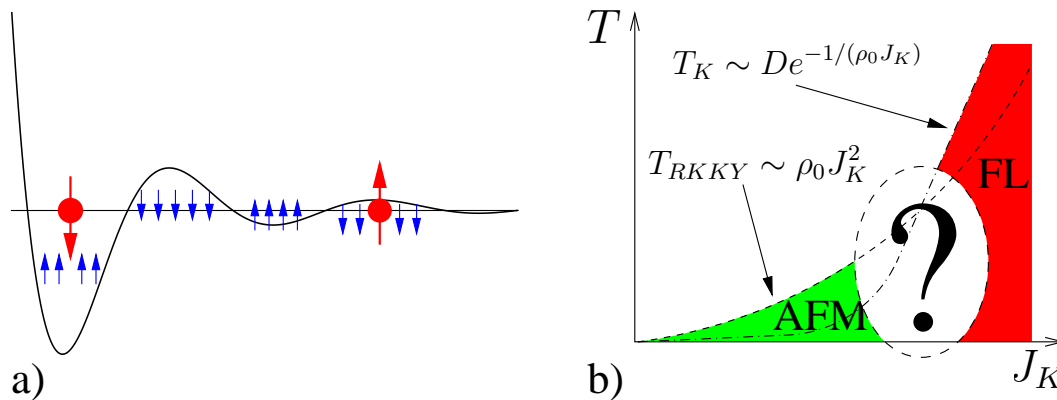 T
T_K ∼ De^{-1/(ρ_0 J_K)}
T_{RKKY} ∼ ρ_0 J_K^2
FL
?
AFM
J_K
a)
b)